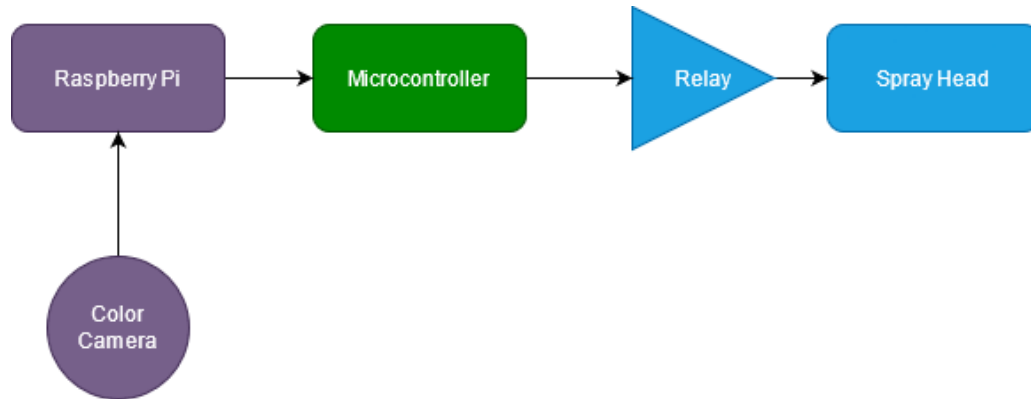 Raspberry Pi
Microcontroller
Relay
Spray Head
Color
Camera